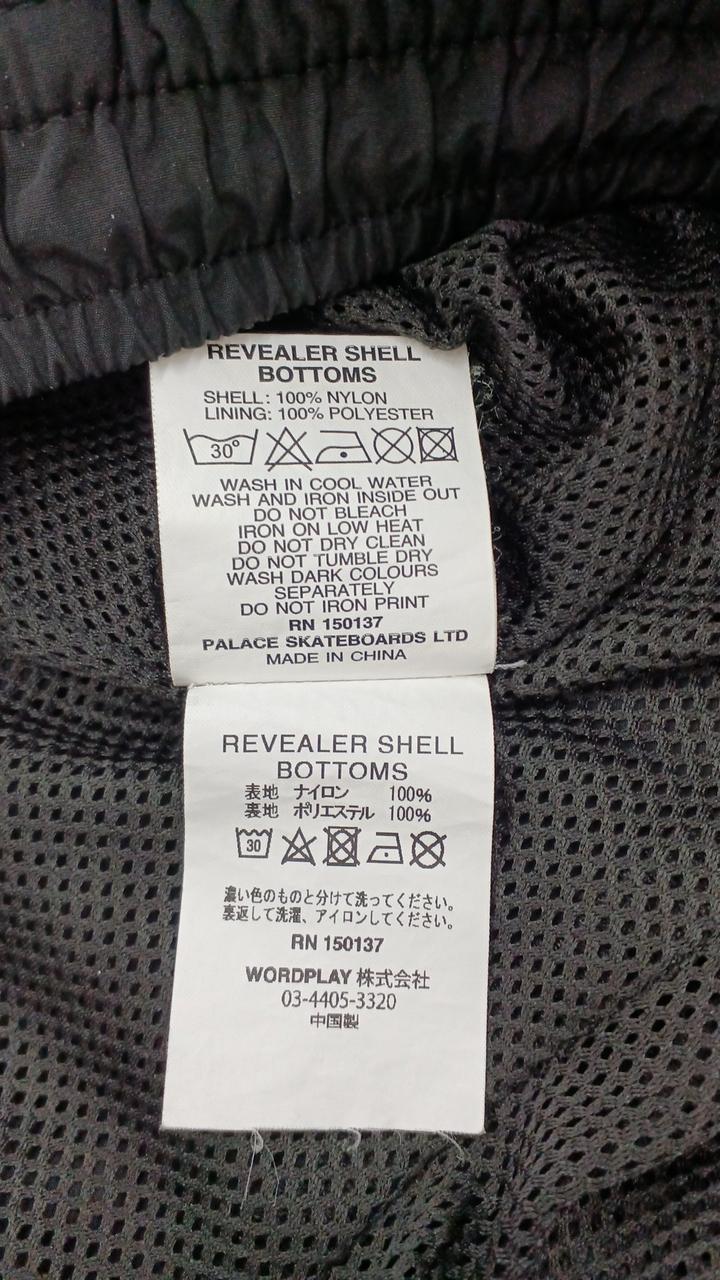 REVEALER SHELL
BOTTOMS
SHELL: 100% NYLON
LINING: 100% POLYESTER
30°
WASH IN COOL WATER
WASH AND IRON INSIDE OUT
DO NOT BLEACH
IRON ON LOW HEAT
DO NOT DRY CLEAN
DO NOT TUMBLE DRY
WASH DARK COLOURS
SEPARATELY
DO NOT IRON PRINT
RN 150137
PALACE SKATEBOARDS LTD
MADE IN CHINA
REVEALER SHELL
BOTTOMS
表地 ナイロン 100%
裏地 ポリエステル 100%
30
濃い色のものと分けて洗ってください。
裏返して洗濯、アイロンしてください。
RN 150137
WORDPLAY 株式会社
03-4405-3320
中国製